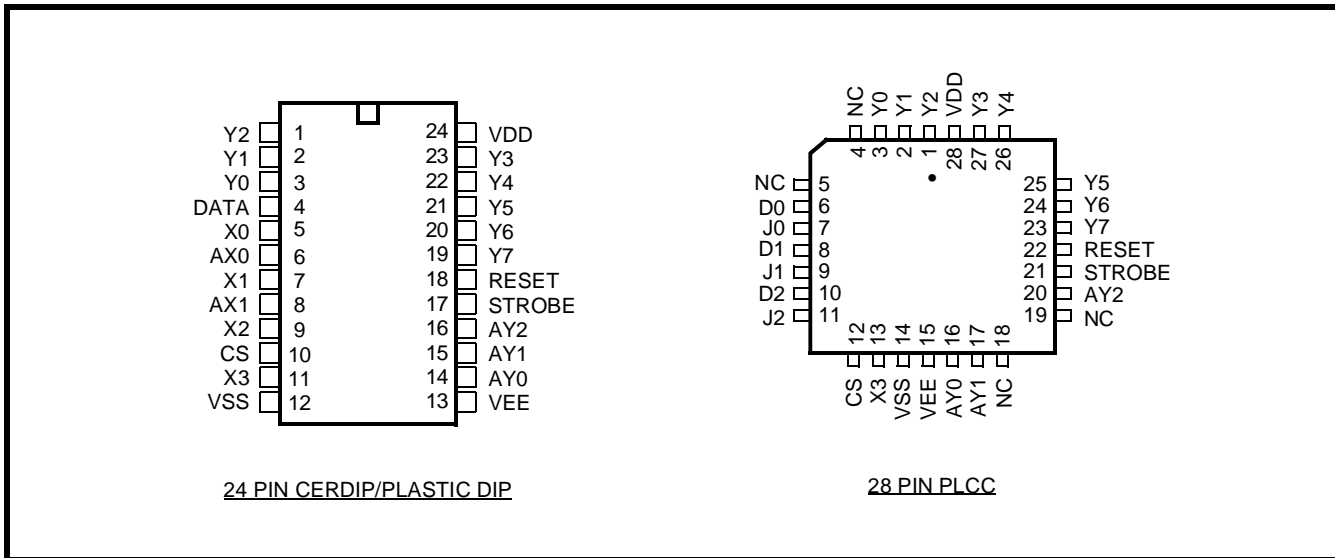 Y2 1 24 VDD
Y1 2 23 Y3
Y0 3 22 Y4
DATA 4 21 Y5
X0 5 20 Y6
AX0 6 19 Y7
X1 7 18 RESET
AX1 8 17 STROBE
X2 9 16 AY2
CS 10 15 AY1
X3 11 14 AY0
VSS 12 13 VEE
24 PIN CERDIP/PLASTIC DIP
NC Y0 Y1 Y2 VDD Y3 Y4
4 3 2 1 28 27 26
NC 5 25 Y5
D0 6 24 Y6
J0 7 23 Y7
D1 8 22 RESET
J1 9 21 STROBE
D2 10 20 AY2
J2 11 19 NC
12 13 14 15 16 17 18
CS X3 VSS VEE AY0 AY1 NC
28 PIN PLCC